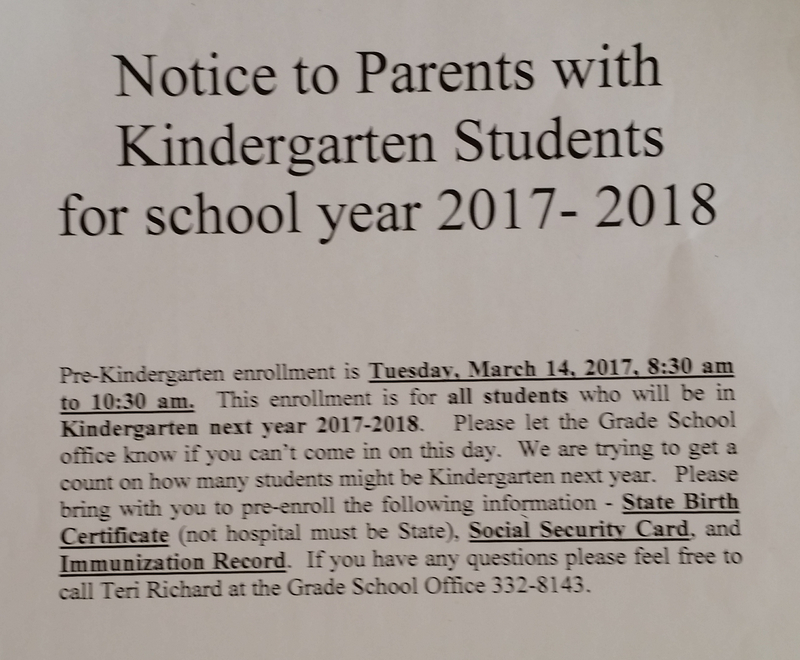 Notice to Parents with
Kindergarten Students
for school year 2017- 2018
Pre-Kindergarten enrollment is Tuesday, March 14, 2017, 8:30 am
to 10:30 am. This enrollment is for all students who will be in
Kindergarten next year 2017-2018. Please let the Grade School
office know if you can't come in on this day. We are trying to get a
count on how many students might be Kindergarten next year. Please
bring with you to pre-enroll the following information - State Birth
Certificate (not hospital must be State), Social Security Card, and
Immunization Record. If you have any questions please feel free to
call Teri Richard at the Grade School Office 332-8143.